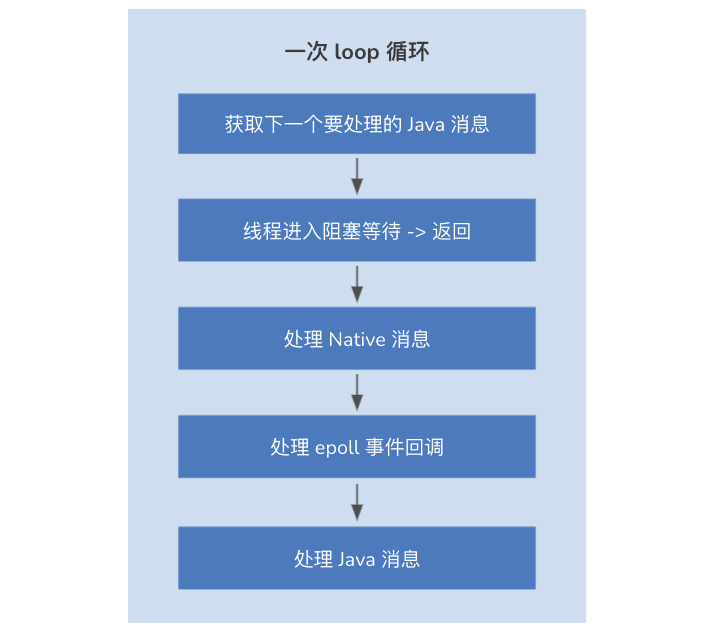 一次 loop 循环
获取下一个要处理的 Java 消息
线程进入阻塞等待 -> 返回
处理 Native 消息
处理 epoll 事件回调
处理 Java 消息